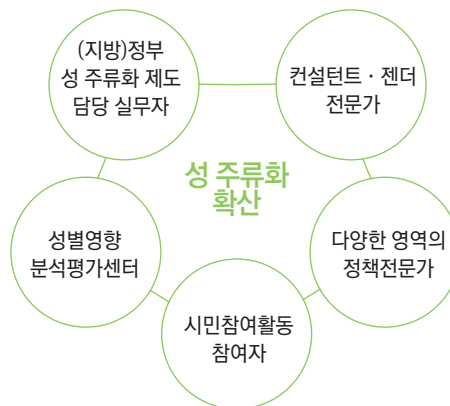 (지방)정부
성 주류화 제도
담당 실무자
컨설턴트 · 젠더
전문가
성 주류화
확산
성별영향
분석평가센터
다양한 영역의
정책전문가
시민참여활동
참여자